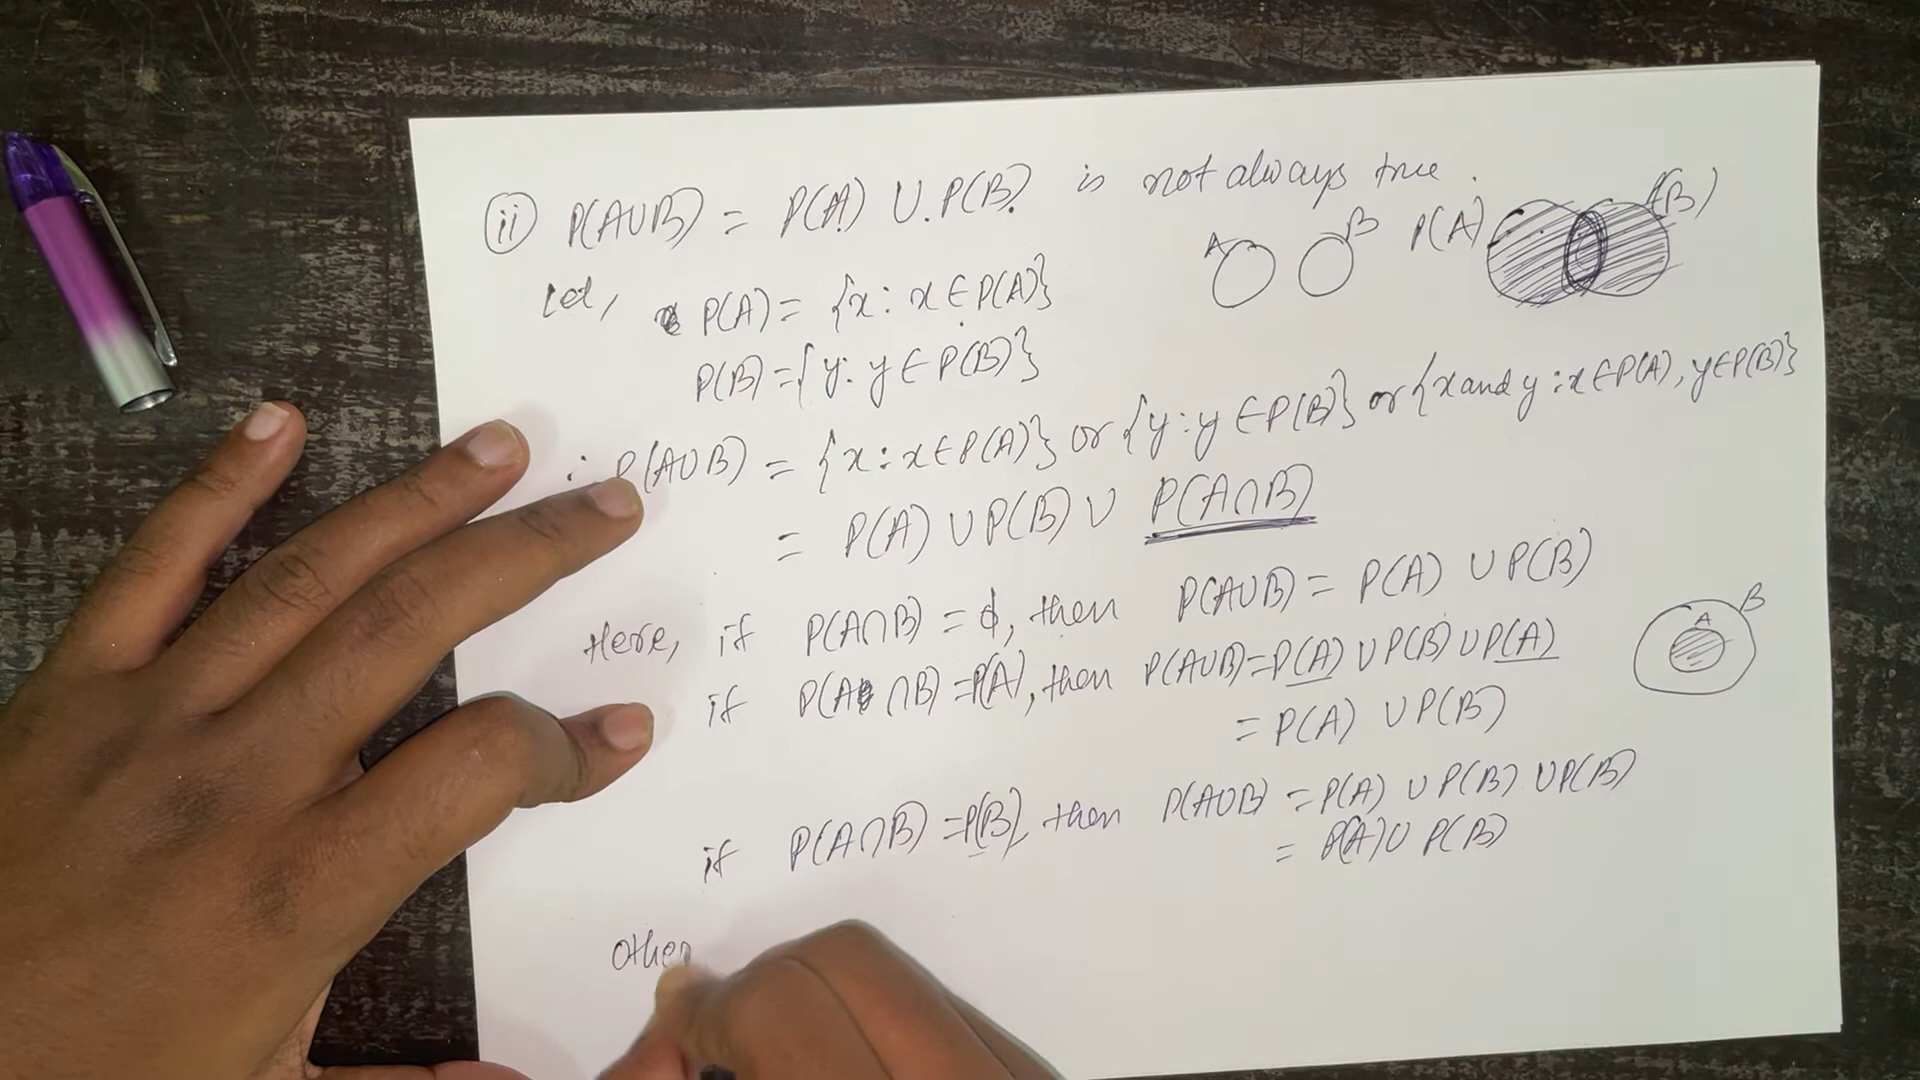 (ii) P(A∪B) = P(A) ∪ P(B). is not always true.
A B P(A) (B)
Let, P(A) = {x : x ∈ P(A)}
P(B) = {y : y ∈ P(B)}
∴ P(A∪B) = {x : x ∈ P(A)} or {y : y ∈ P(B)} or {x and y : x ∈ P(A), y ∈ P(B)}
= P(A) ∪ P(B) ∪ P(A∩B)
Here, if P(A∩B) = ϕ, then P(A∪B) = P(A) ∪ P(B)
if P(A ∩B) = P(A), then P(A∪B) = P(A) ∪ P(B) ∪ P(A)
A B
= P(A) ∪ P(B)
if P(A∩B) = P(B), then P(A∪B) = P(A) ∪ P(B) ∪ P(B)
= P(A) ∪ P(B)
Other